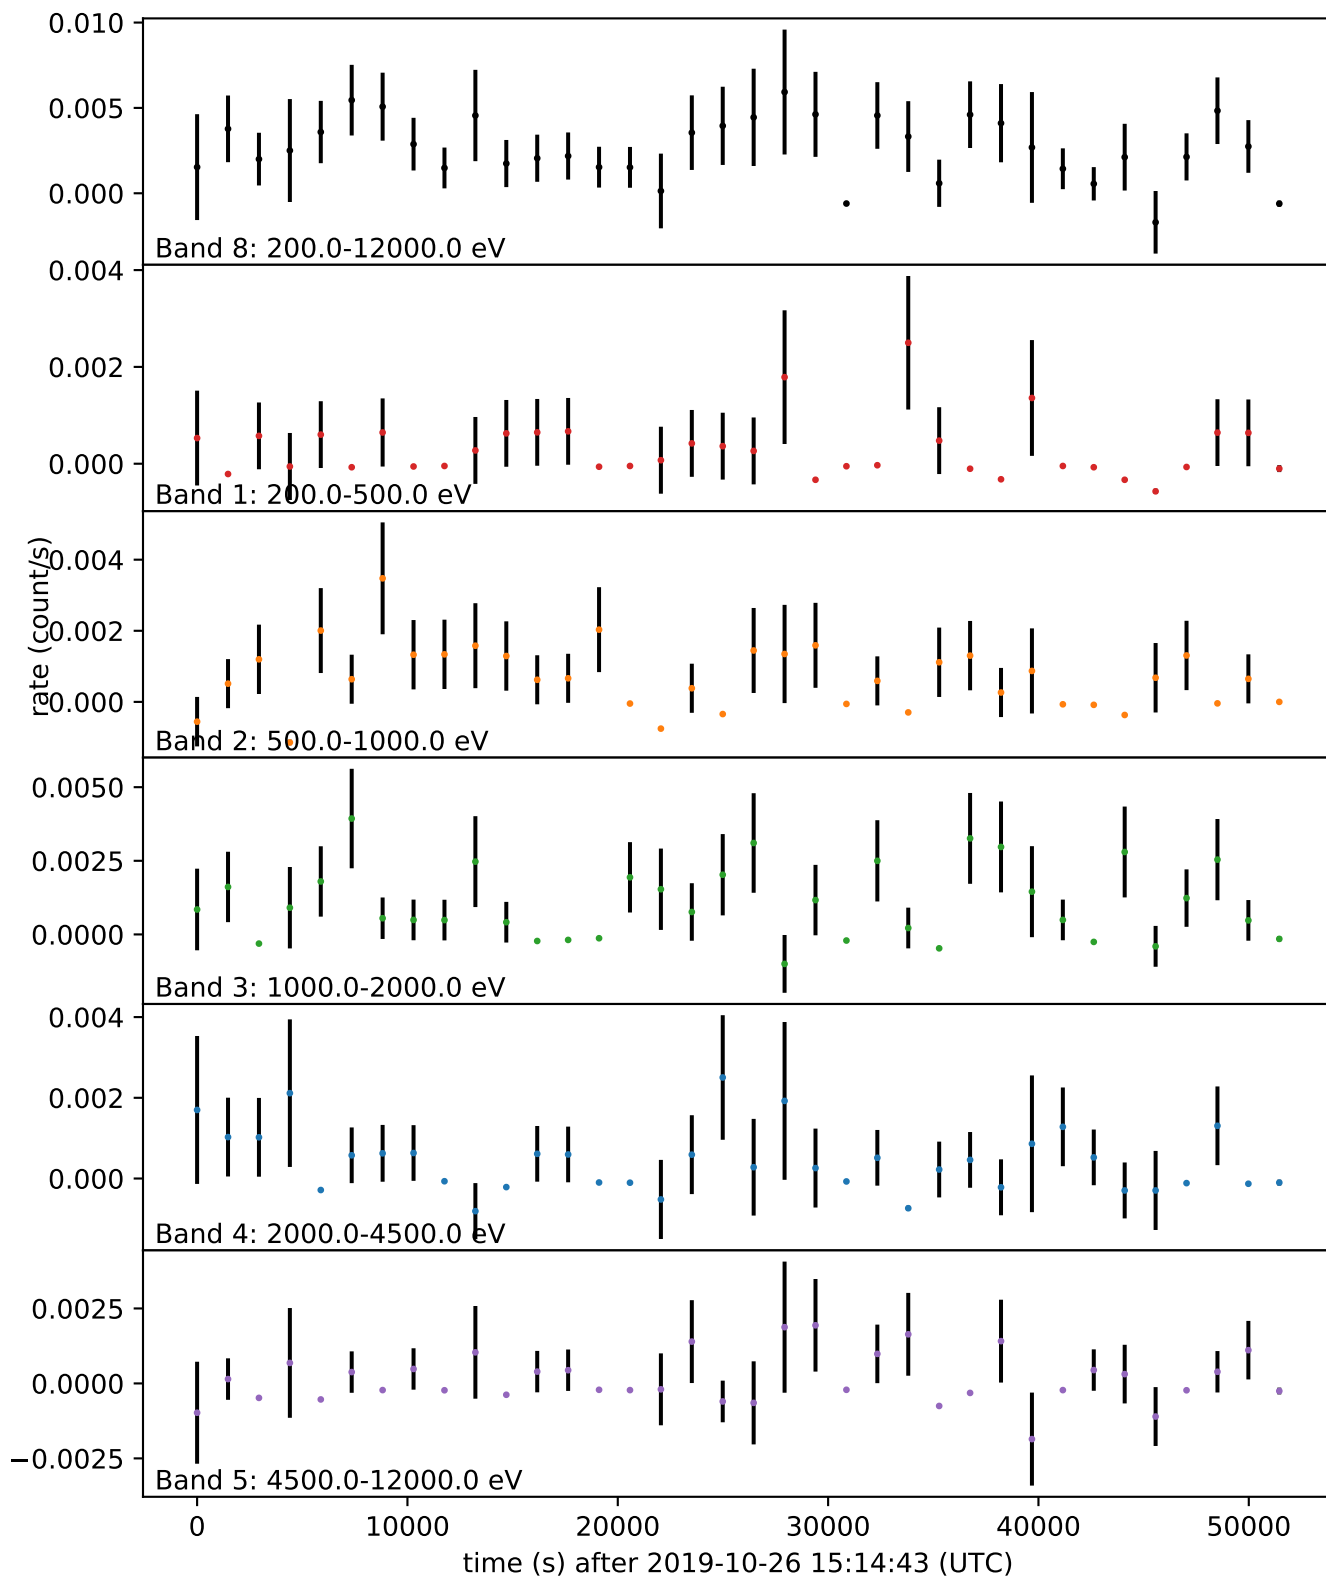 0.010
0.005
0.000
Band 8: 200.0-12000.0 eV
0.004
0.002
0.000
Band 1: 200.0-500.0 eV
rate (count/s)
0.004
0.002
0.000
Band 2: 500.0-1000.0 eV
0.0050
0.0025
0.0000
Band 3: 1000.0-2000.0 eV
0.004
0.002
0.000
Band 4: 2000.0-4500.0 eV
0.0025
0.0000
−0.0025
Band 5: 4500.0-12000.0 eV
0 10000 20000 30000 40000 50000
time (s) after 2019-10-26 15:14:43 (UTC)